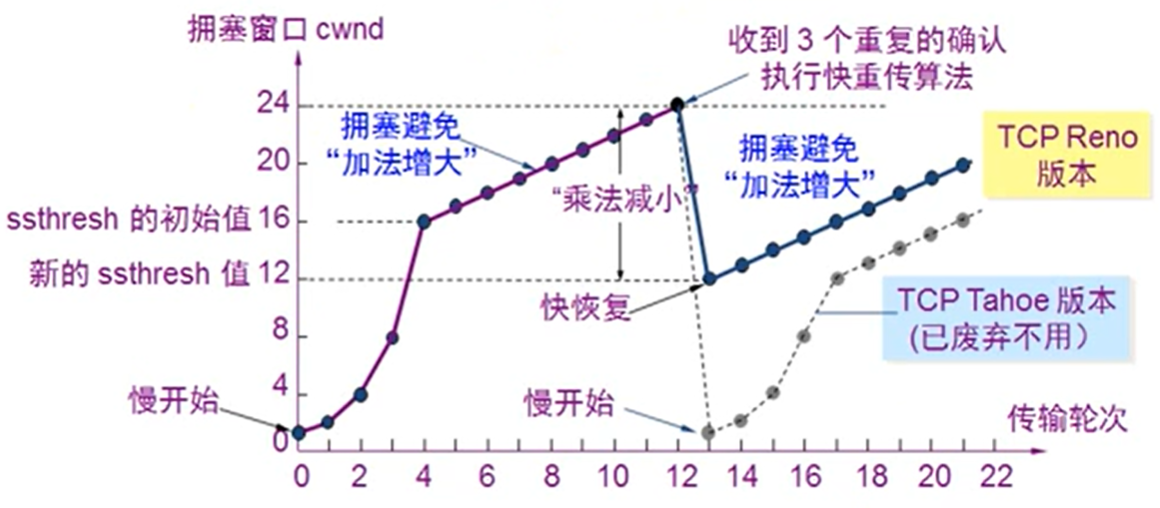 拥塞窗口 cwnd
收到 3 个重复的确认
执行快重传算法
24
拥塞避免
“加法增大”
拥塞避免
“加法增大”
TCP Reno
版本
20
“乘法减小”
ssthresh 的初始值 16
新的 ssthresh 值 12
快恢复
TCP Tahoe 版本
(已废弃不用）
8
4
慢开始
慢开始
传输轮次
0
0 2 4 6 8 10 12 14 16 18 20 22